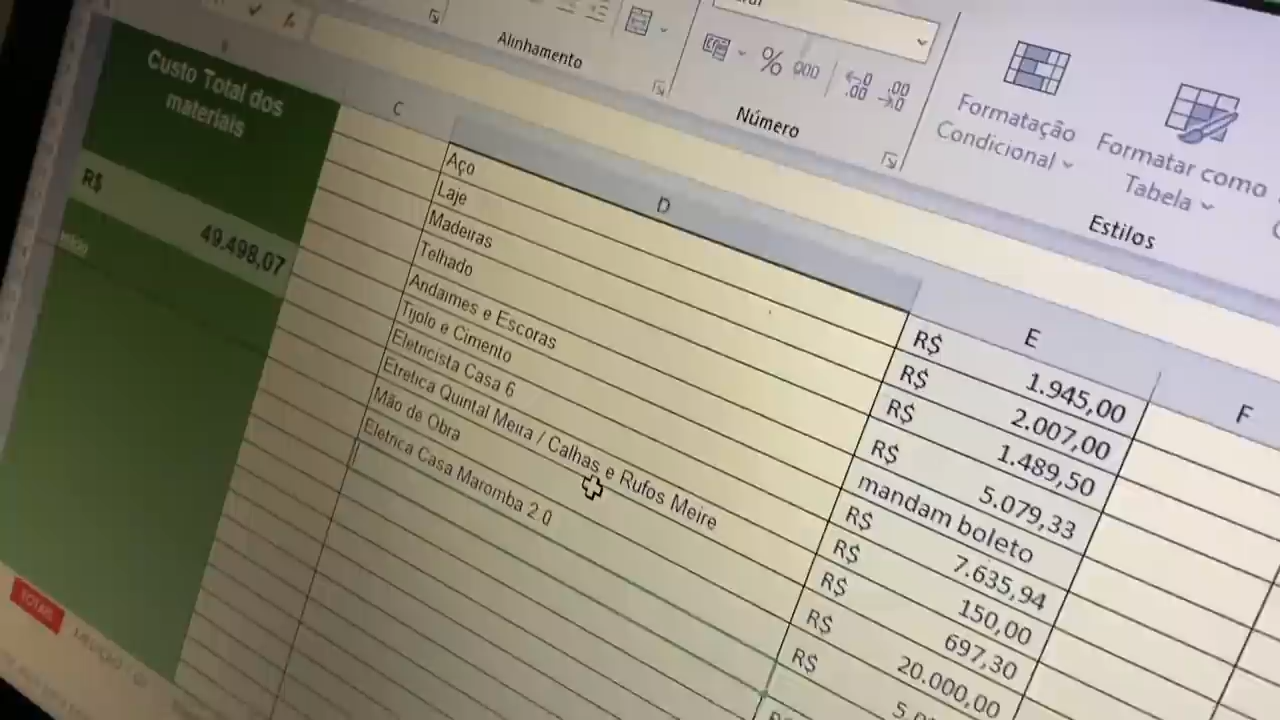 Alinhamento
% 000
Número
Formatação
Condicional
Formatar como
Tabela
Estilos
C
D
E
F
Custo Total dos
materiais
R$ 49.498,07
Aço R$ 1.945,00
Laje R$ 2.007,00
Madeiras R$ 1.489,50
Telhado R$ 5.079,33
Andaimes e Escoras mandam boleto
Tijolo e Cimento R$ 7.635,94
Eletricista Casa 6 R$ 150,00
Etrelica Quintal Meira / Calhas e Rufos Meire R$ 697,30
Mão de Obra R$ 20.000,00
Eletrica Casa Maromba 2 0 R$
TOTAIS